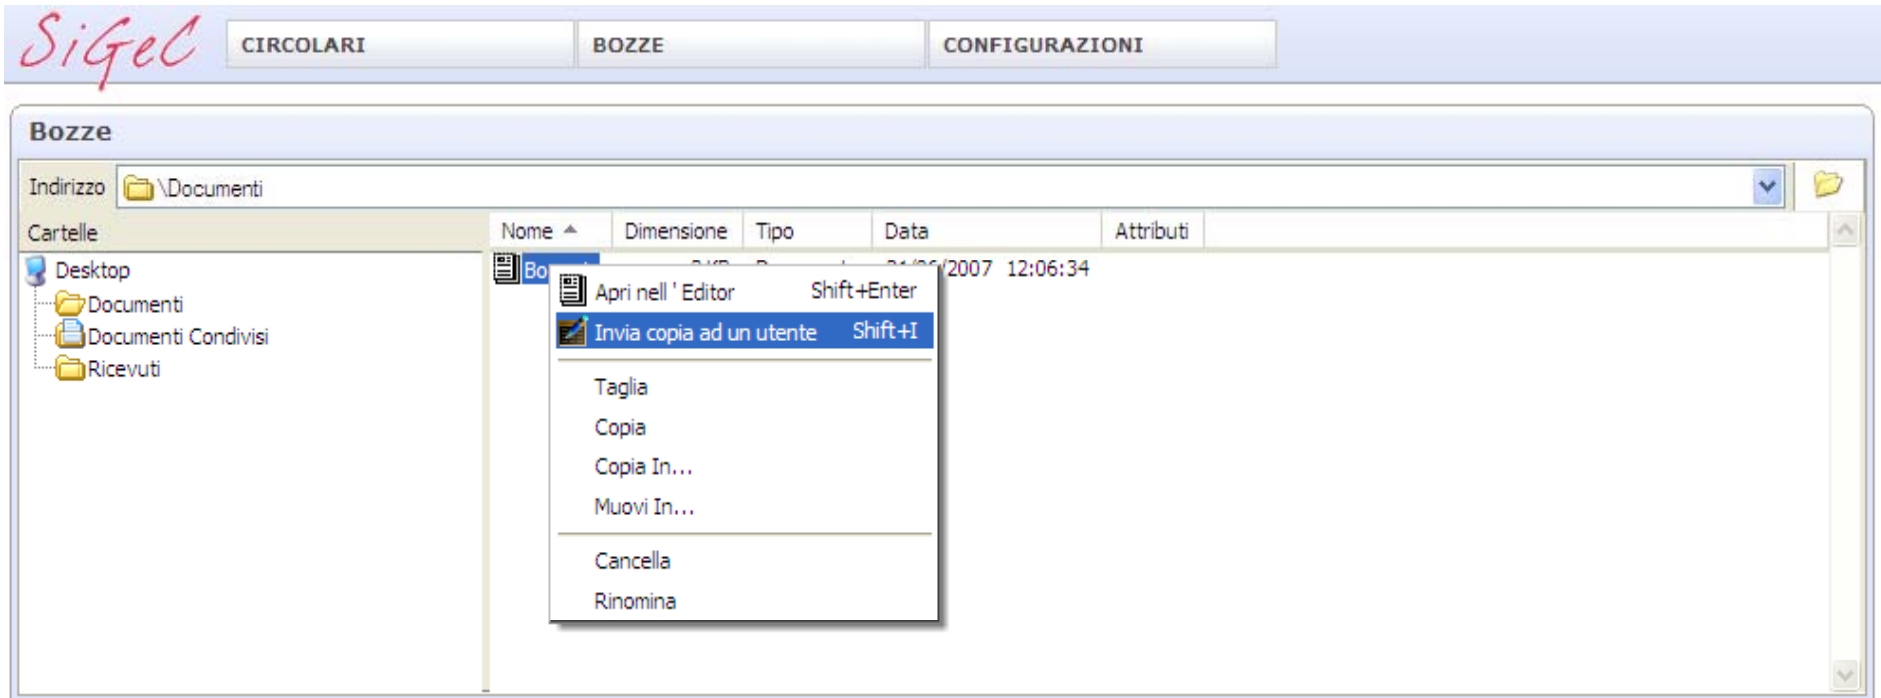 SiGeC CIRCOLARI BOZZE CONFIGURAZIONI
Bozze
Indirizzo \Documenti
Cartelle
Nome Dimensione Tipo Data Attributi
Desktop
Documenti
Documenti Condivisi
Ricevuti
/2007 12:06:34
Apri nell ' Editor Shift+Enter
Invia copia ad un utente Shift+I
Taglia
Copia
Copia In...
Muovi In...
Cancella
Rinomina